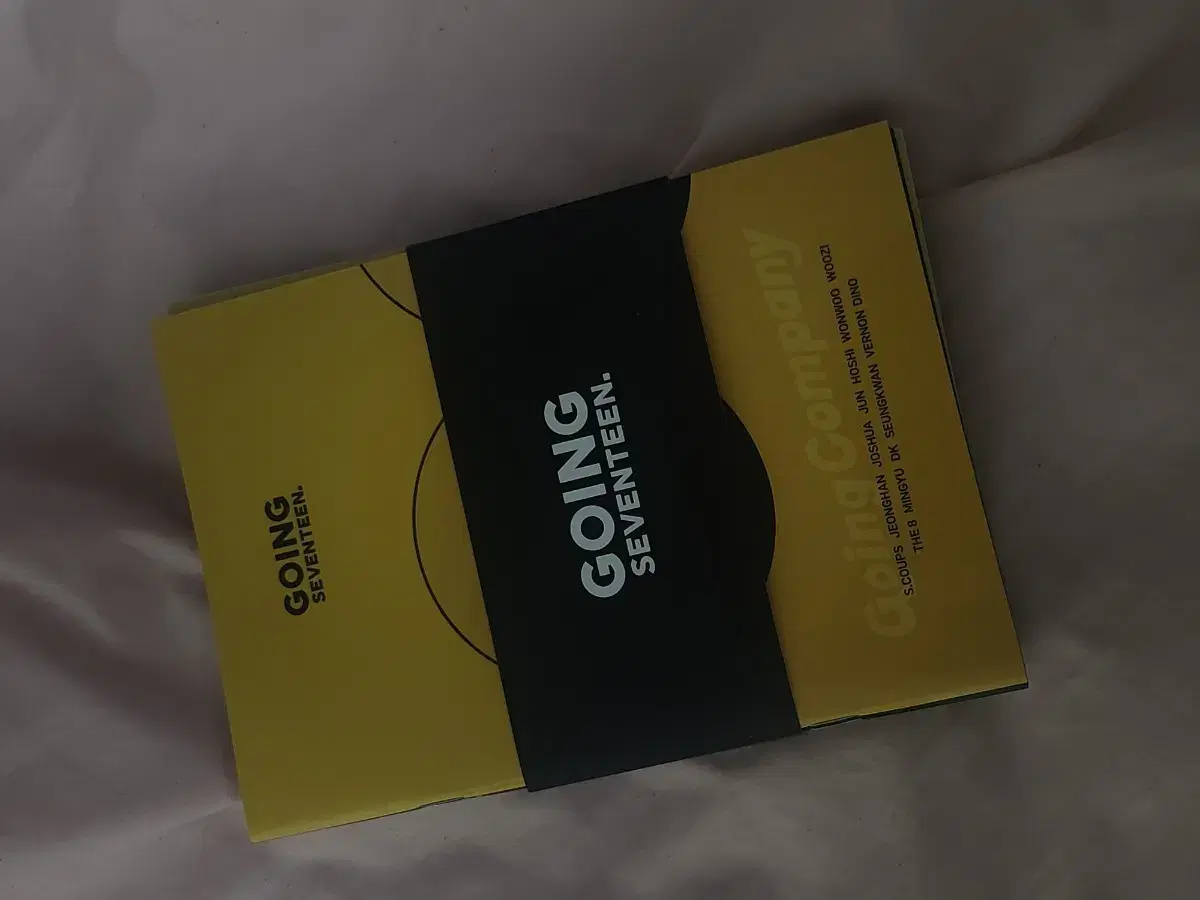 GOING
SEVENTEEN.
GOING
SEVENTEEN.
Going Company
S.COUPS JEONGHAN JOSHUA JUN HOSHI WONWOO WOOZI
THE 8 MINGYU DK SEUNGKWAN VERNON DINO